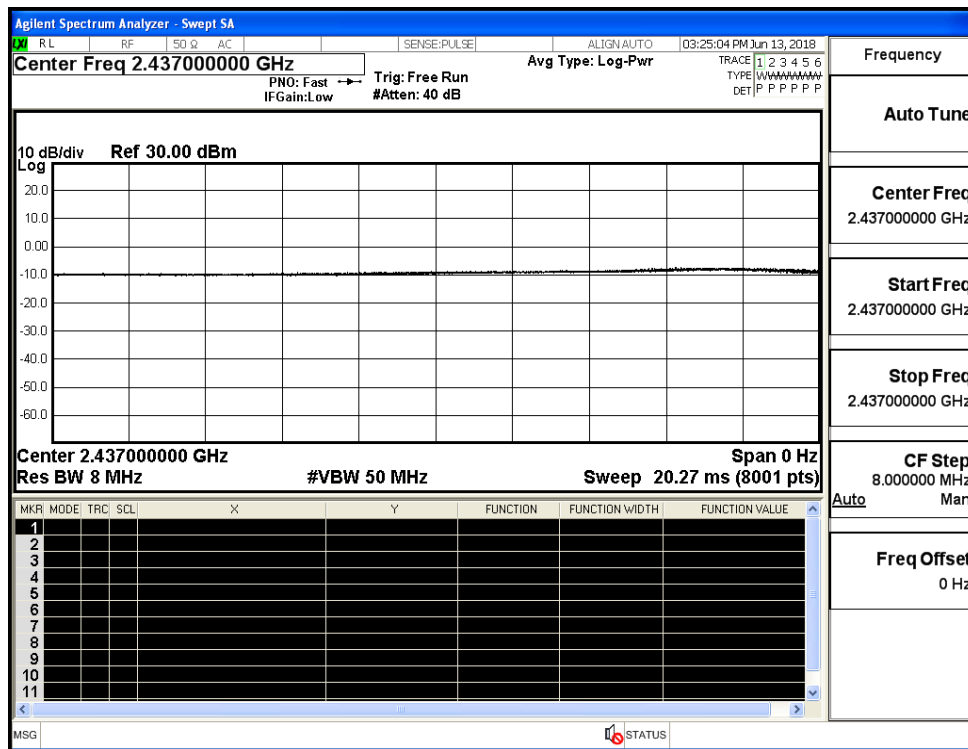 Agilent Spectrum Analyzer - Swept SA
LXI RL RF 50 Ω AC SENSE:PULSE ALIGN AUTO 03:25:04 PM Jun 13, 2018
Center Freq 2.437000000 GHz
PNO: Fast
IFGain:Low
Trig: Free Run
#Atten: 40 dB
Avg Type: Log-Pwr
TRACE 1 2 3 4 5 6
TYPE WWWWWW
DET P P P P P P
10 dB/div Ref 30.00 dBm
Log
20.0
10.0
0.00
-10.0
-20.0
-30.0
-40.0
-50.0
-60.0
Center 2.437000000 GHz Span 0 Hz
Res BW 8 MHz #VBW 50 MHz Sweep 20.27 ms (8001 pts)
MKR MODE TRC SCL X Y FUNCTION FUNCTION WIDTH FUNCTION VALUE
1
2
3
4
5
6
7
8
9
10
11
MSG STATUS
Frequency
Auto Tune
Center Freq
2.437000000 GHz
Start Freq
2.437000000 GHz
Stop Freq
2.437000000 GHz
CF Step
8.000000 MHz
Auto Man
Freq Offset
0 Hz